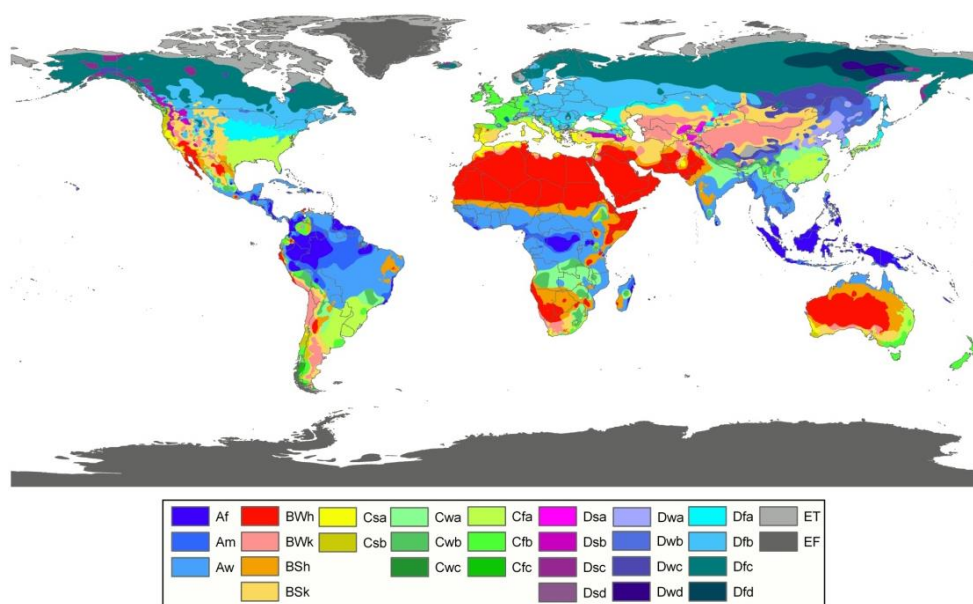 Af BWh Csa Cwa Cfa Dsa Dwa Dfa ET
Am BWk Csb Cwb Cfb Dsb Dwb Dfb EF
Aw BSh Cwc Cfc Dsc Dwc Dfc
BSk Dsd Dwd Dfd